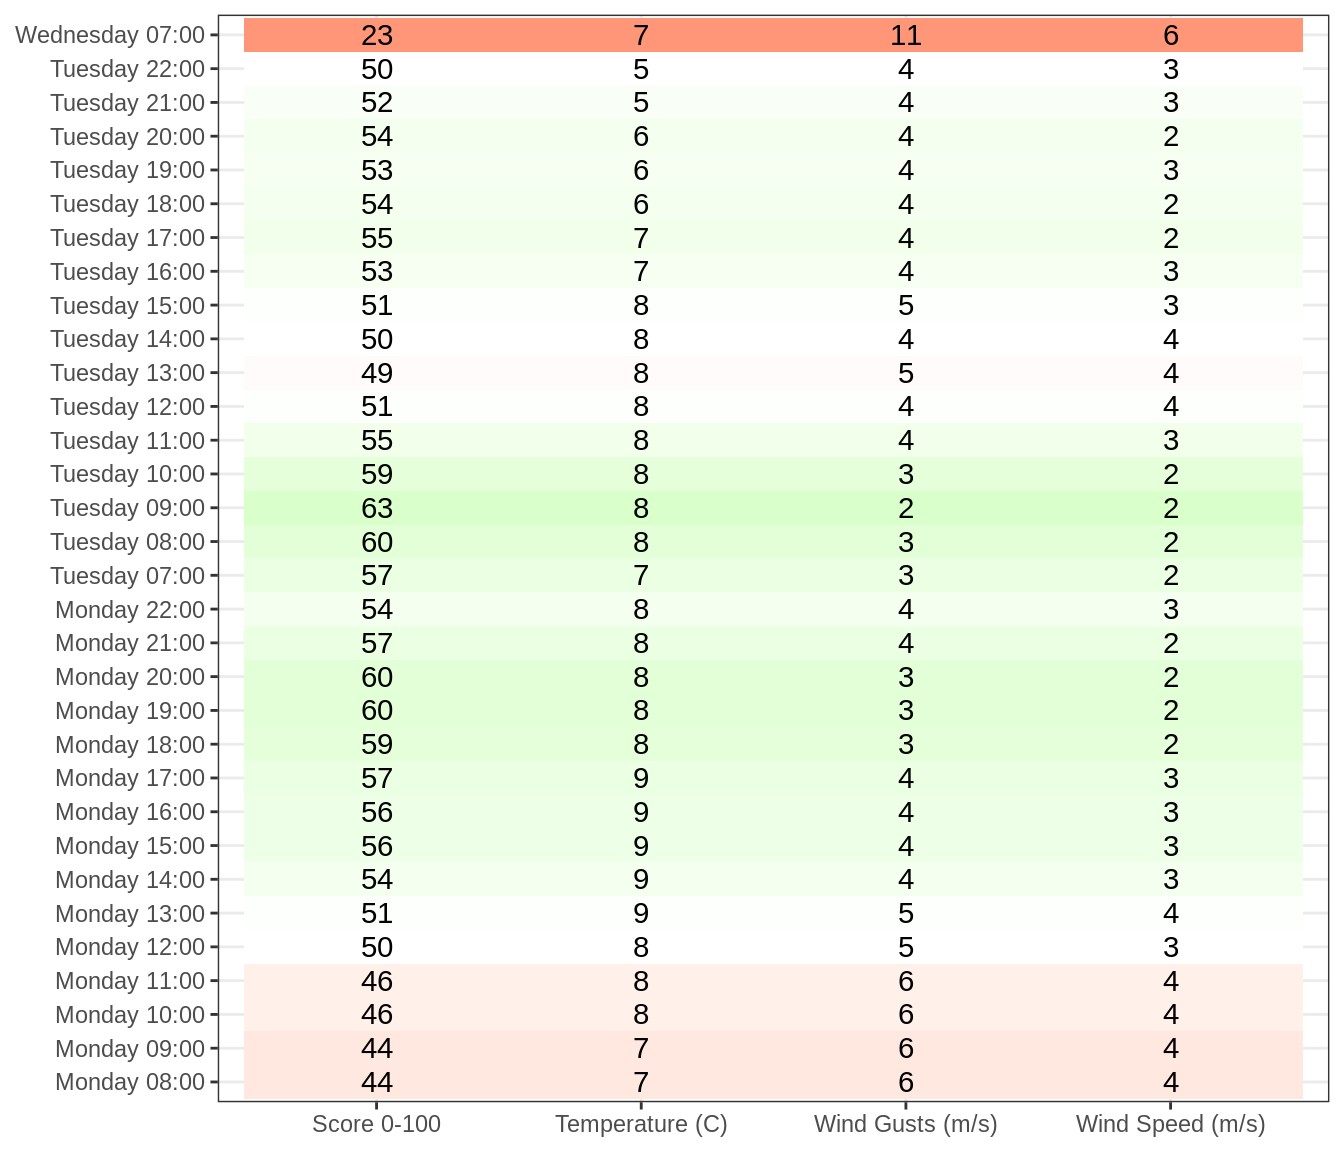 Wednesday 07:00 23 7 11 6
Tuesday 22:00 50 5 4 3
Tuesday 21:00 52 5 4 3
Tuesday 20:00 54 6 4 2
Tuesday 19:00 53 6 4 3
Tuesday 18:00 54 6 4 2
Tuesday 17:00 55 7 4 2
Tuesday 16:00 53 7 4 3
Tuesday 15:00 51 8 5 3
Tuesday 14:00 50 8 4 4
Tuesday 13:00 49 8 5 4
Tuesday 12:00 51 8 4 4
Tuesday 11:00 55 8 4 3
Tuesday 10:00 59 8 3 2
Tuesday 09:00 63 8 2 2
Tuesday 08:00 60 8 3 2
Tuesday 07:00 57 7 3 2
Monday 22:00 54 8 4 3
Monday 21:00 57 8 4 2
Monday 20:00 60 8 3 2
Monday 19:00 60 8 3 2
Monday 18:00 59 8 3 2
Monday 17:00 57 9 4 3
Monday 16:00 56 9 4 3
Monday 15:00 56 9 4 3
Monday 14:00 54 9 4 3
Monday 13:00 51 9 5 4
Monday 12:00 50 8 5 3
Monday 11:00 46 8 6 4
Monday 10:00 46 8 6 4
Monday 09:00 44 7 6 4
Monday 08:00 44 7 6 4
Score 0-100 Temperature (C) Wind Gusts (m/s) Wind Speed (m/s)